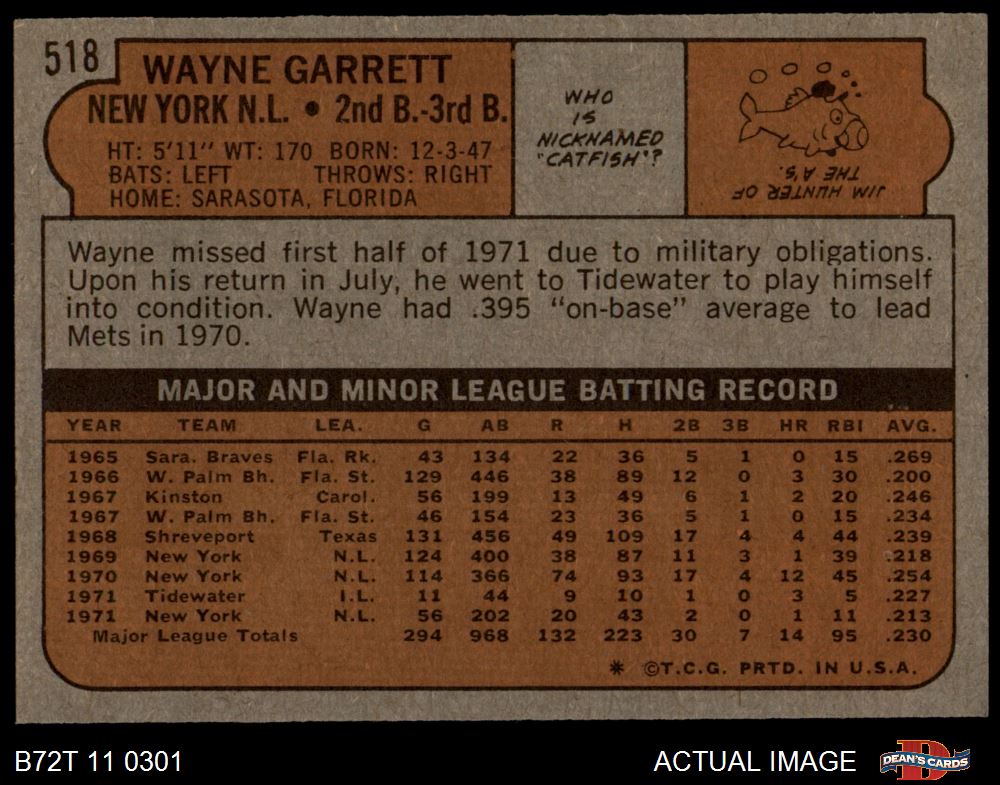 518
WAYNE GARRETT
NEW YORK N.L. • 2nd B.-3rd B.
HT: 5'11" WT: 170 BORN: 12-3-47
BATS: LEFT THROWS: RIGHT
HOME: SARASOTA, FLORIDA
WHO
IS
NICKNAMED
"CATFISH"?
JIM HUNTER OF
THE A'S.
Wayne missed first half of 1971 due to military obligations.
Upon his return in July, he went to Tidewater to play himself
into condition. Wayne had .395 “on-base” average to lead
Mets in 1970.
MAJOR AND MINOR LEAGUE BATTING RECORD
YEAR TEAM LEA. G AB R H 2B 3B HR RBI AVG.
1965 Sara. Braves Fla. Rk. 43 134 22 36 5 1 0 15 .269
1966 W. Palm Bh. Fla. St. 129 446 38 89 12 0 3 30 .200
1967 Kinston Carol. 56 199 13 49 6 1 2 20 .246
1967 W. Palm Bh. Fla. St. 46 154 23 36 5 1 0 15 .234
1968 Shreveport Texas 131 456 49 109 17 4 4 44 .239
1969 New York N.L. 124 400 38 87 11 3 1 39 .218
1970 New York N.L. 114 366 74 93 17 4 12 45 .254
1971 Tidewater I.L. 11 44 9 10 1 0 3 5 .227
1971 New York N.L. 56 202 20 43 2 0 1 11 .213
Major League Totals 294 968 132 223 30 7 14 95 .230
* ©T.C.G. PRTD. IN U.S.A.
B72T 11 0301
ACTUAL IMAGE
D
DEAN'S CARDS